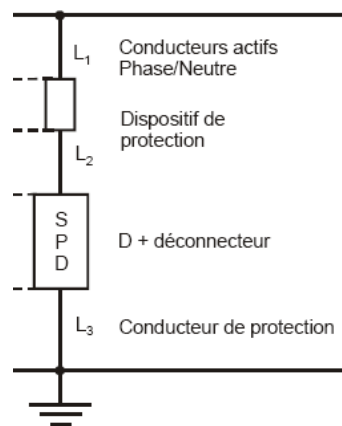 L1 Conducteurs actifs
Phase/Neutre
Dispositif de
protection
L2
S
P
D
D + déconnecteur
L3 Conducteur de protection